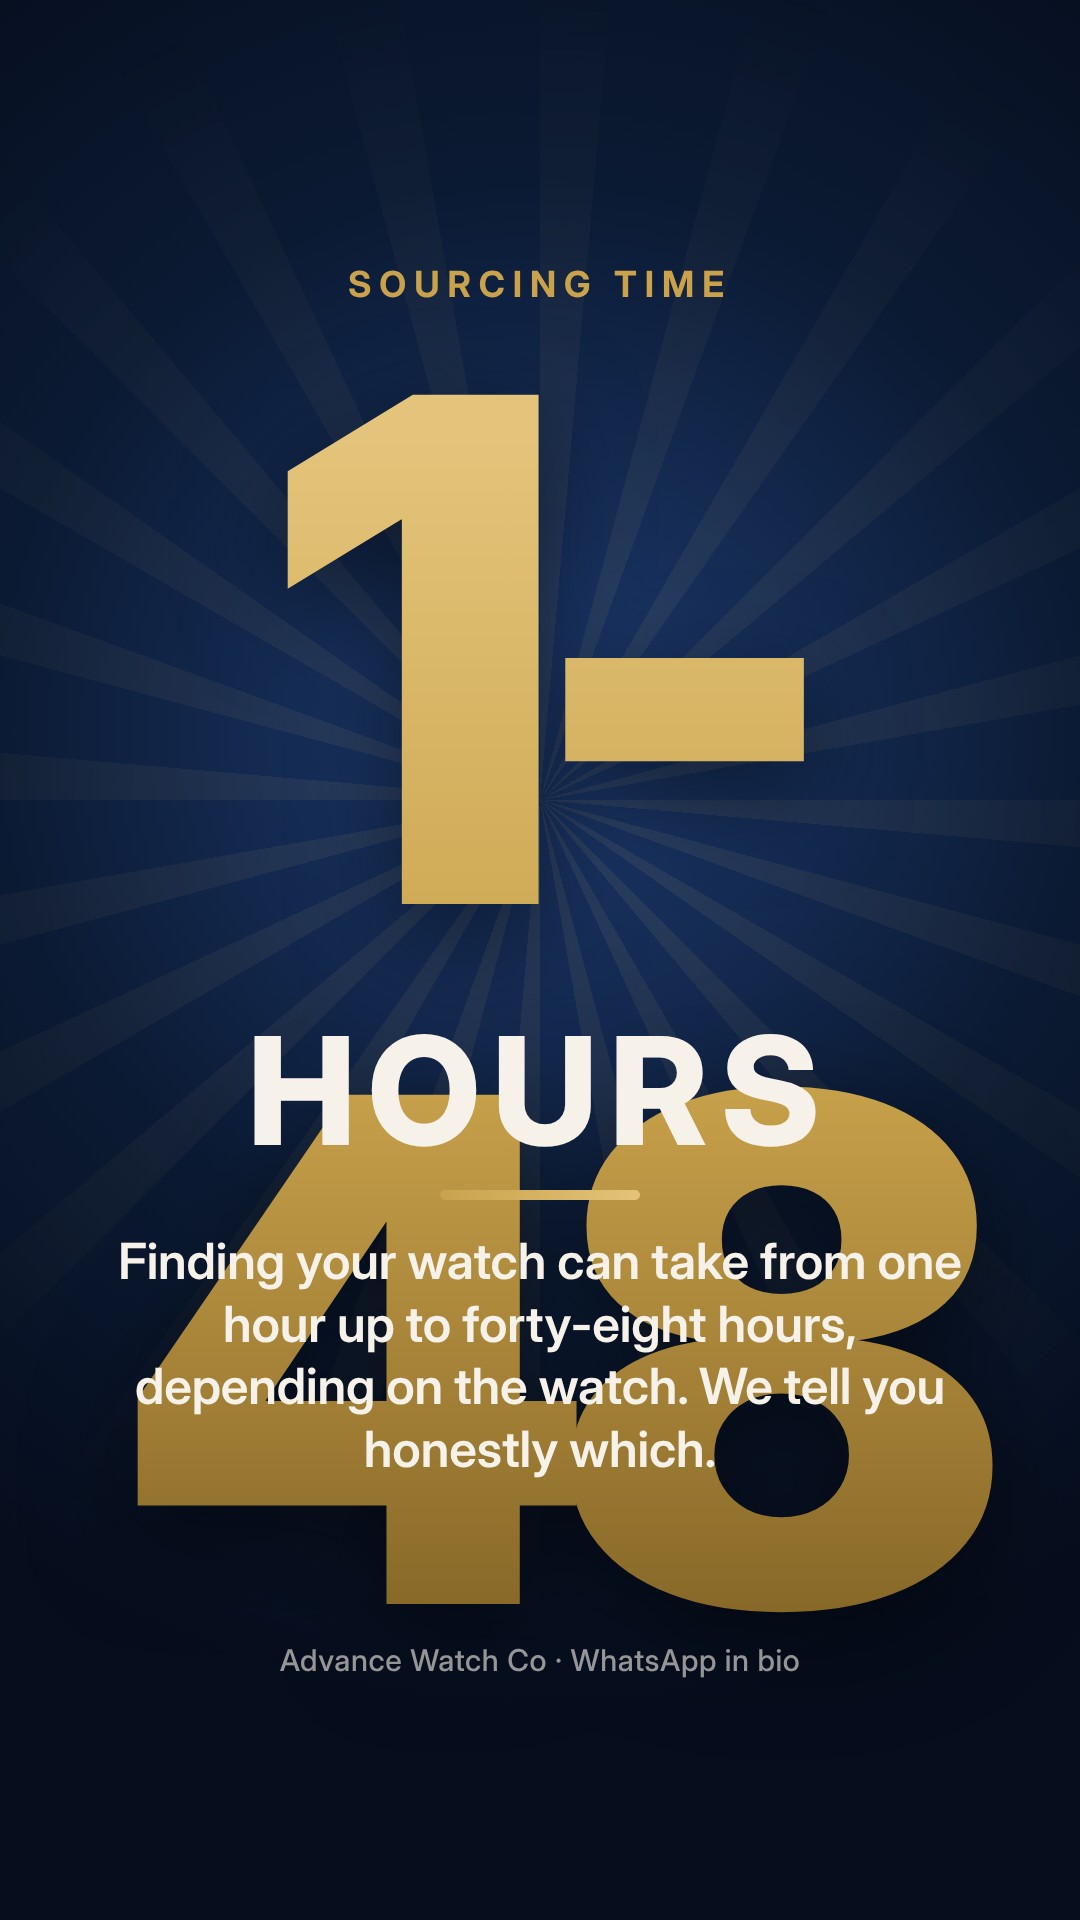 SOURCING TIME
1-
48
HOURS
Finding your watch can take from one
hour up to forty-eight hours,
depending on the watch. We tell you
honestly which.
Advance Watch Co · WhatsApp in bio